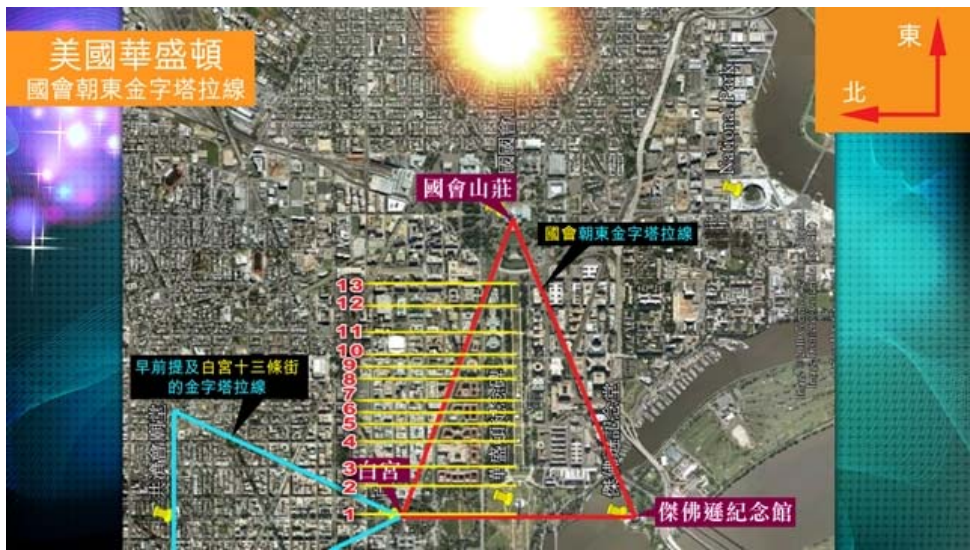 美國華盛頓
國會朝東金字塔拉線
東
北
國會山莊
國會朝東金字塔拉線
National Park
13
12
11
10
9
8
7
6
5
4
3
2
1
早前提及白宮十三條街
的金字塔拉線
白宮
傑佛遜紀念館